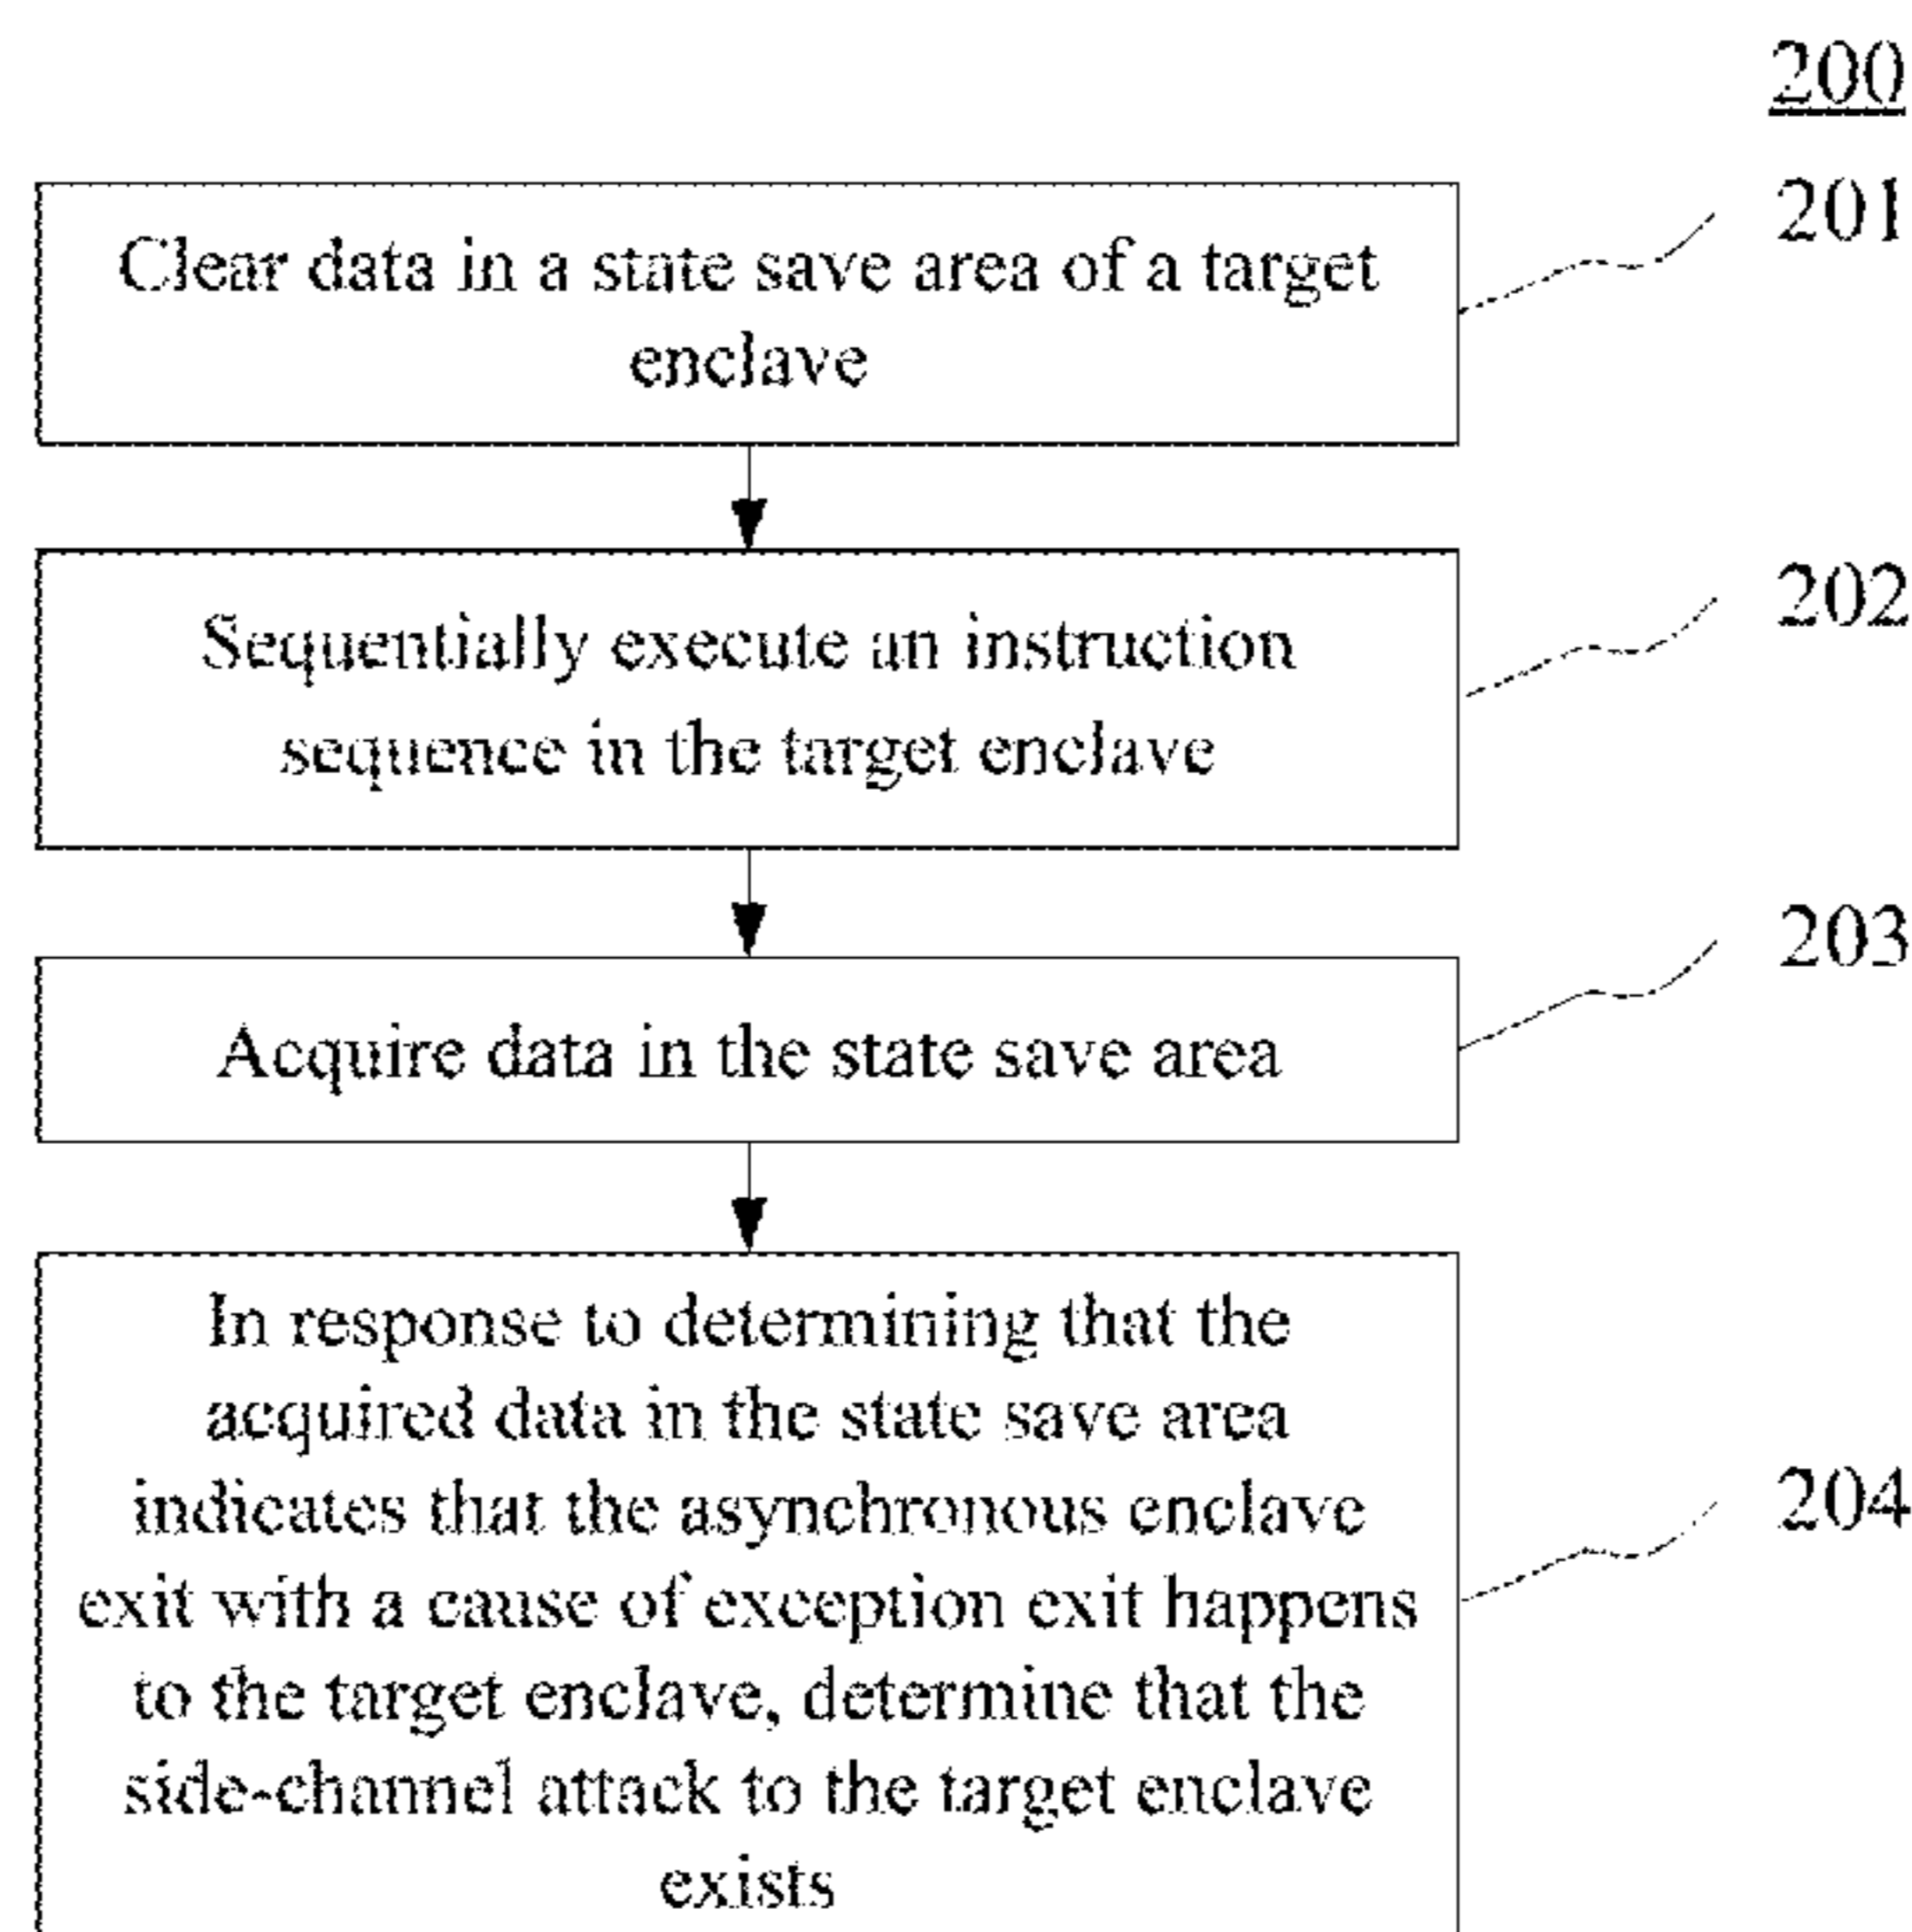 200
201
Clear data in a state save area of a target
enclave
202
Sequentially execute an instruction
sequence in the target enclave
203
Acquire data in the state save area
In response to determining that the
acquired data in the state save area
indicates that the asynchronous enclave
204
exit with a cause of exception exit happens
to the target enclave, determine that the
side-channel attack to the target enclave
exists